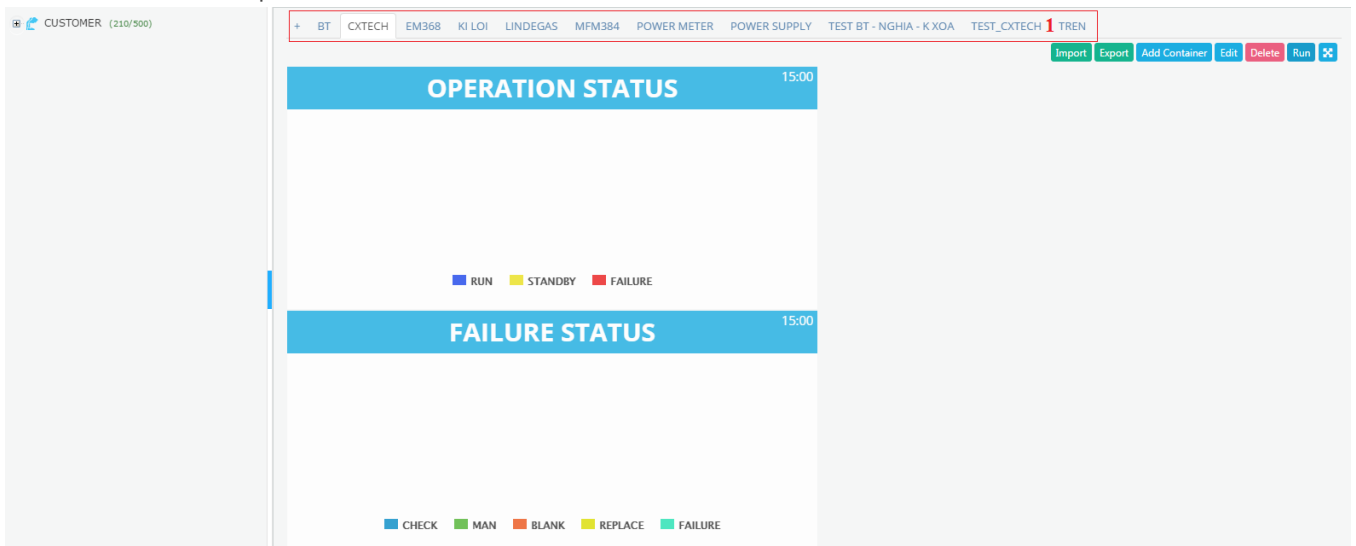 CUSTOMER (210/500)
+ BT CXTECH EM368 KI LOI LINDEGAS MFM384 POWER METER POWER SUPPLY TEST BT - NGHIA - K XOA TEST_CXTECH 1 TREN
Import Export Add Container Edit Delete Run
OPERATION STATUS 15:00
RUN STANDBY FAILURE
FAILURE STATUS 15:00
CHECK MAN BLANK REPLACE FAILURE